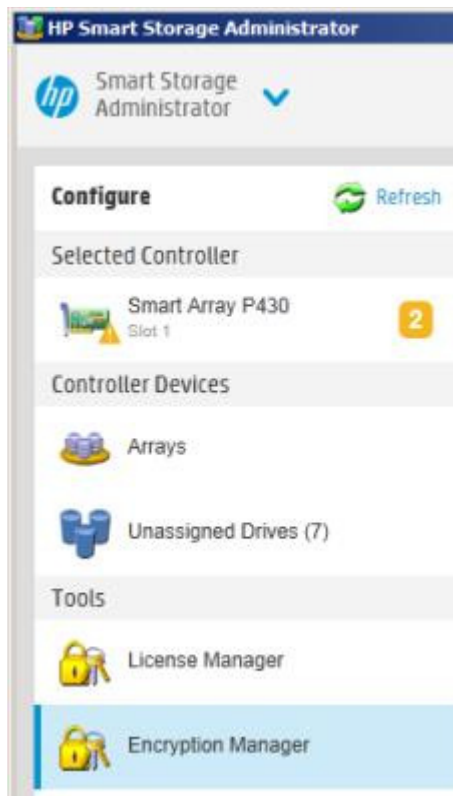 HP Smart Storage Administrator
hp
Smart Storage
Administrator
Configure
Refresh
Selected Controller
Smart Array P430
2
Slot 1
Controller Devices
Arrays
Unassigned Drives (7)
Tools
License Manager
Encryption Manager